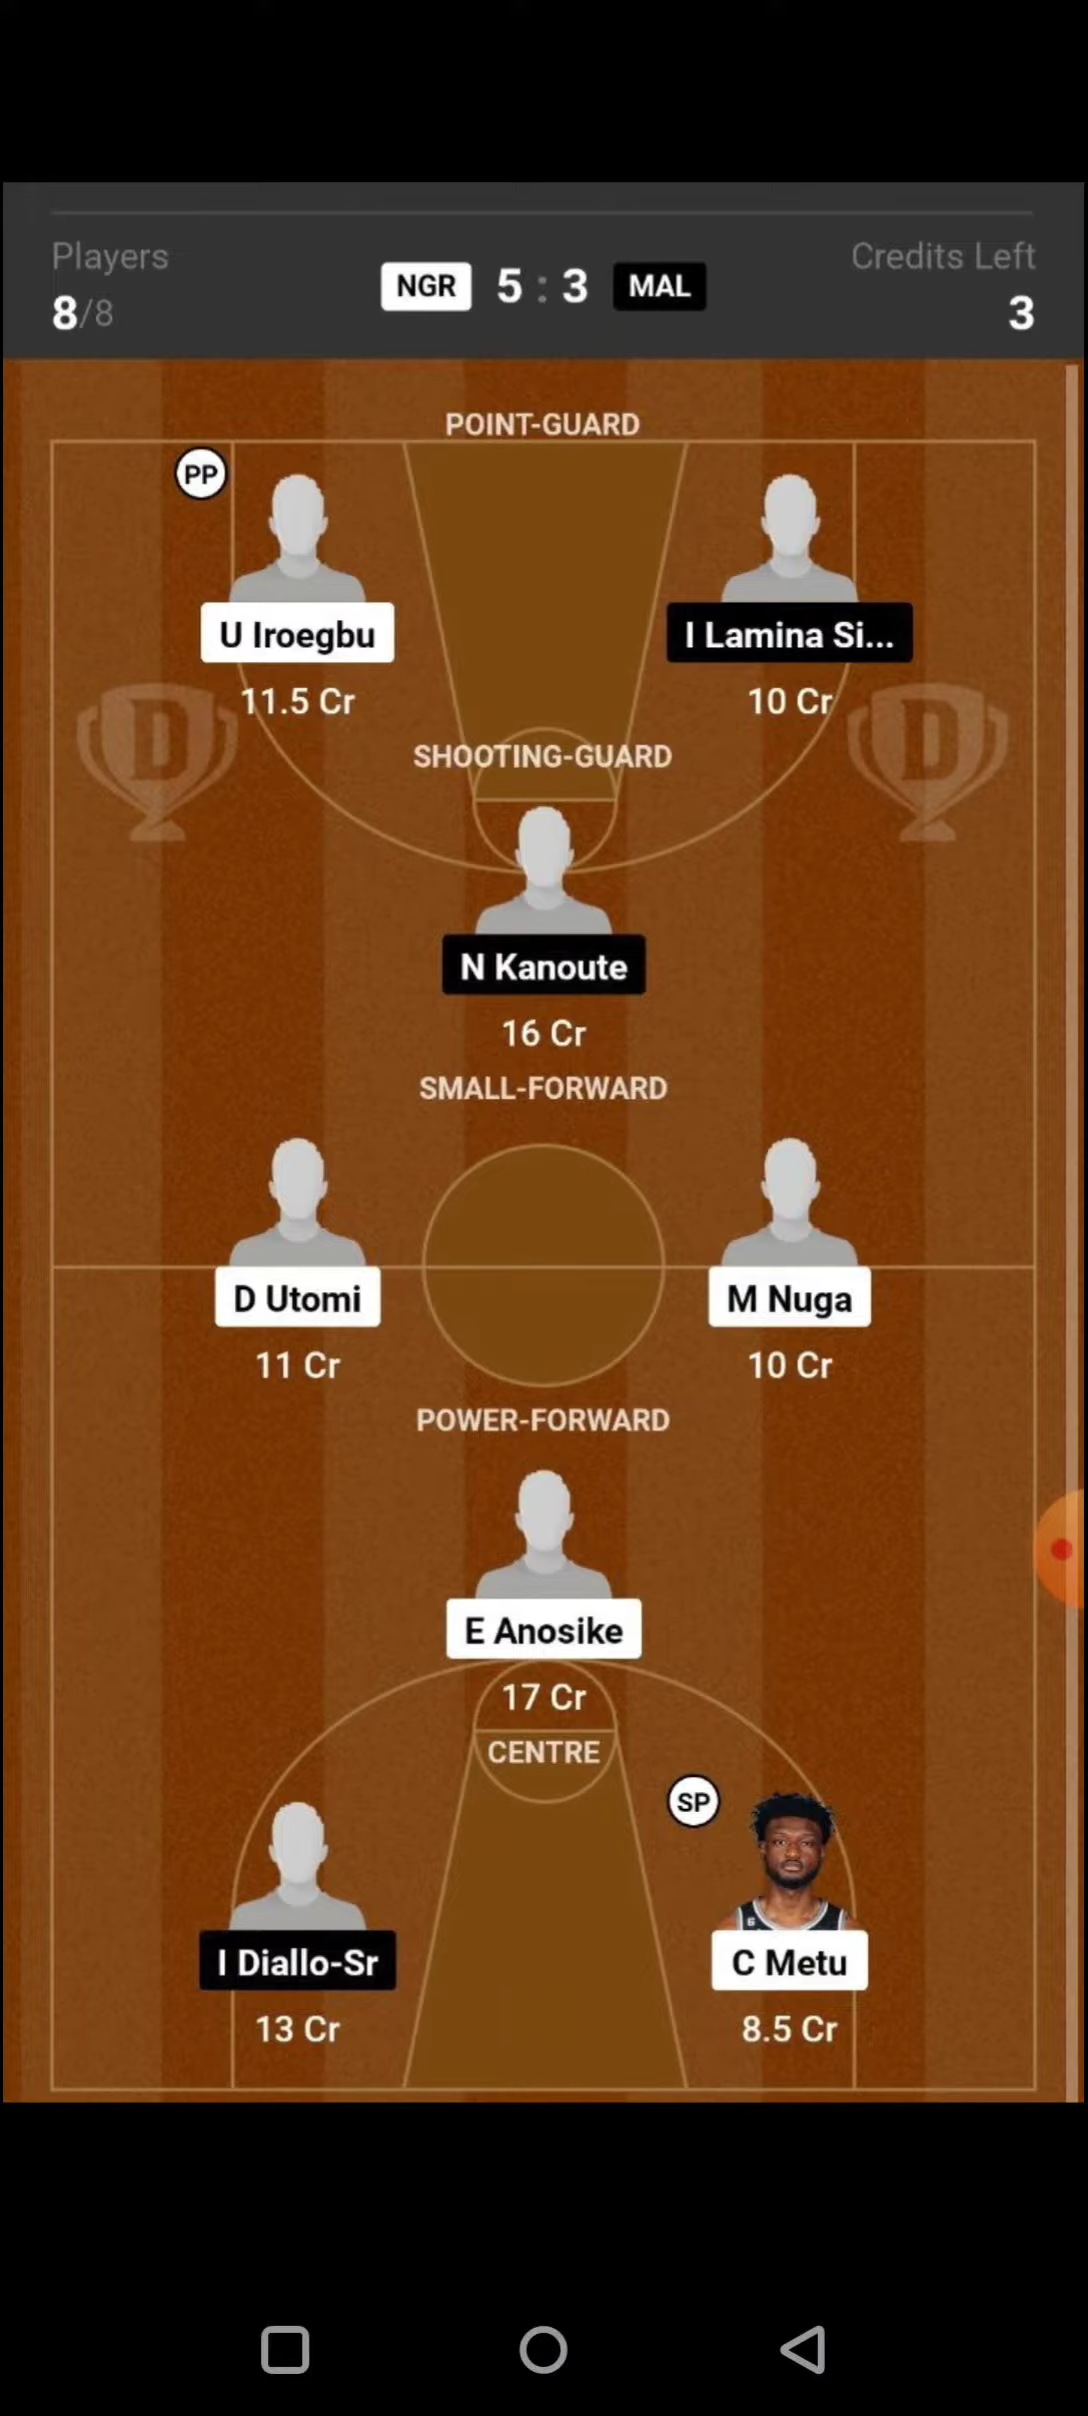 Players
Credits Left
NGR 5 : 3 MAL
8/8
3
POINT-GUARD
PP
U Iroegbu
I Lamina Si...
11.5 Cr
10 Cr
SHOOTING-GUARD
N Kanoute
16 Cr
SMALL-FORWARD
D Utomi
M Nuga
11 Cr
10 Cr
POWER-FORWARD
E Anosike
17 Cr
CENTRE
SP
I Diallo-Sr
C Metu
13 Cr
8.5 Cr
D
D
6